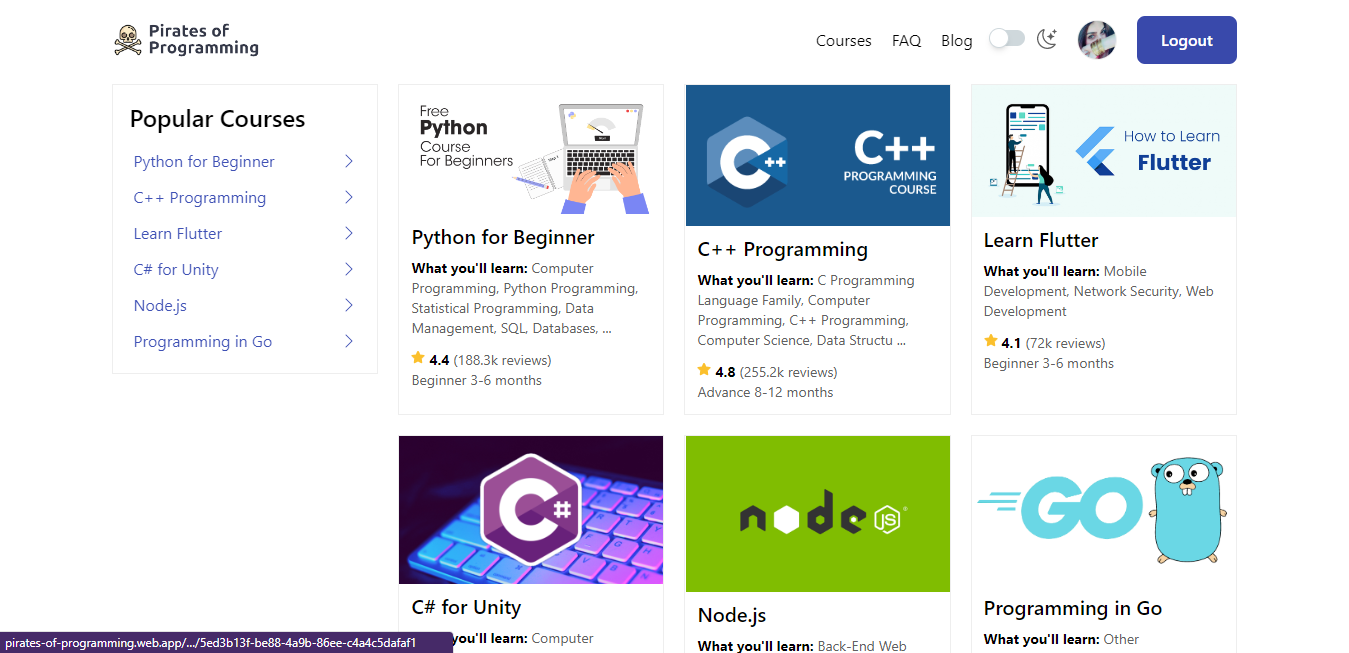 Pirates of
Programming
Courses
FAQ
Blog
Logout
Popular Courses
Python for Beginner
C++ Programming
Learn Flutter
C# for Unity
Node.js
Programming in Go
Free
Python
Course
For Beginners
Python for Beginner
What you'll learn: Computer
Programming, Python Programming,
Statistical Programming, Data
Management, SQL, Databases, ...
4.4 (188.3k reviews)
Beginner 3-6 months
C++
C++
PROGRAMMING
COURSE
C++ Programming
What you'll learn: C Programming
Language Family, Computer
Programming, C++ Programming,
Computer Science, Data Structu ...
4.8 (255.2k reviews)
Advance 8-12 months
How to Learn
Flutter
Learn Flutter
What you'll learn: Mobile
Development, Network Security, Web
Development
4.1 (72k reviews)
Beginner 3-6 months
C#
C# for Unity
you'll learn: Computer
node
JS
Node.js
What you'll learn: Back-End Web
GO
Programming in Go
What you'll learn: Other
pirates-of-programming.web.app/.../5ed3b13f-be88-4a9b-86ee-c4a4c5dafaf1